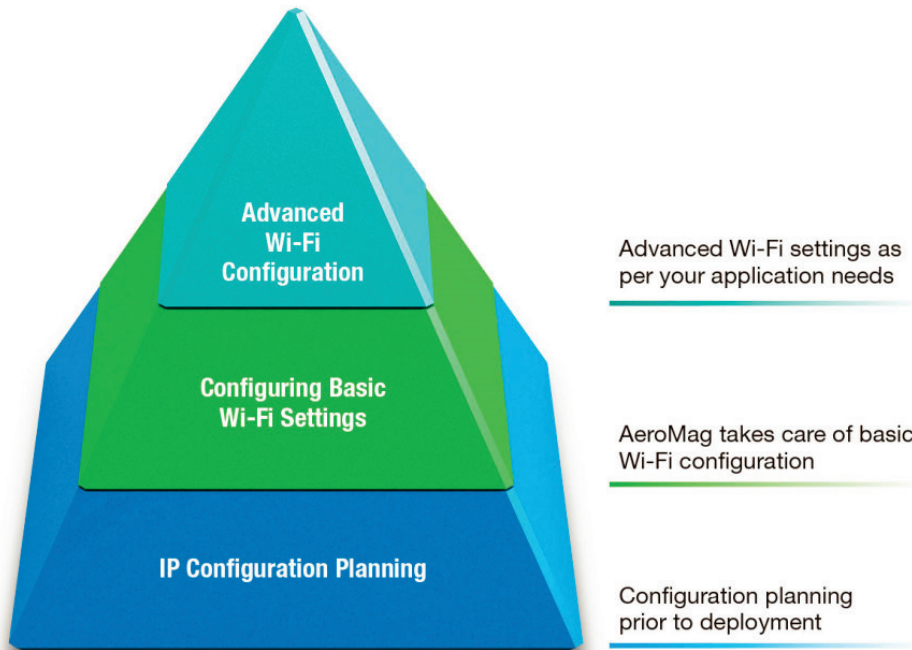 Advanced
Wi-Fi
Configuration
Advanced Wi-Fi settings as
per your application needs
Configuring Basic
Wi-Fi Settings
AeroMag takes care of basic
Wi-Fi configuration
IP Configuration Planning
Configuration planning
prior to deployment